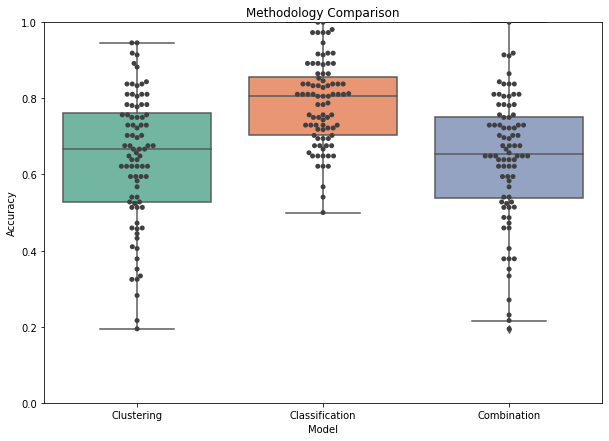 Methodology Comparison
1.0
0.8
0.6
0.4
0.2
0.0
Accuracy
Clustering
Classification
Combination
Model